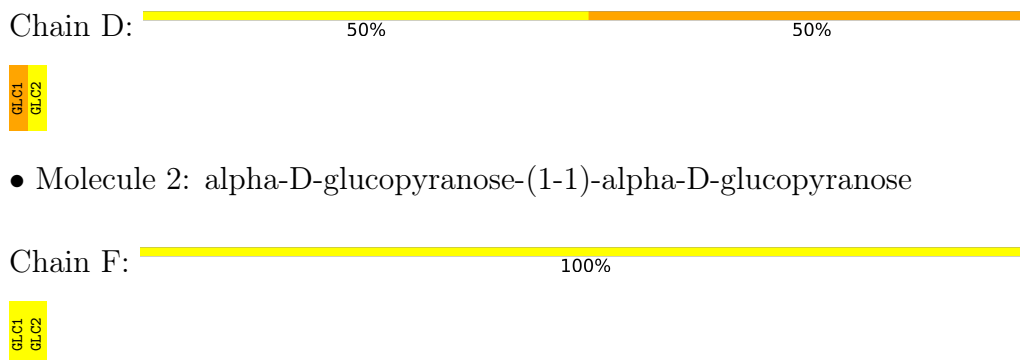 Chain D:
50% 50%
GLC1
GLC2
• Molecule 2: alpha-D-glucopyranose-(1-1)-alpha-D-glucopyranose
Chain F:
100%
GLC1
GLC2